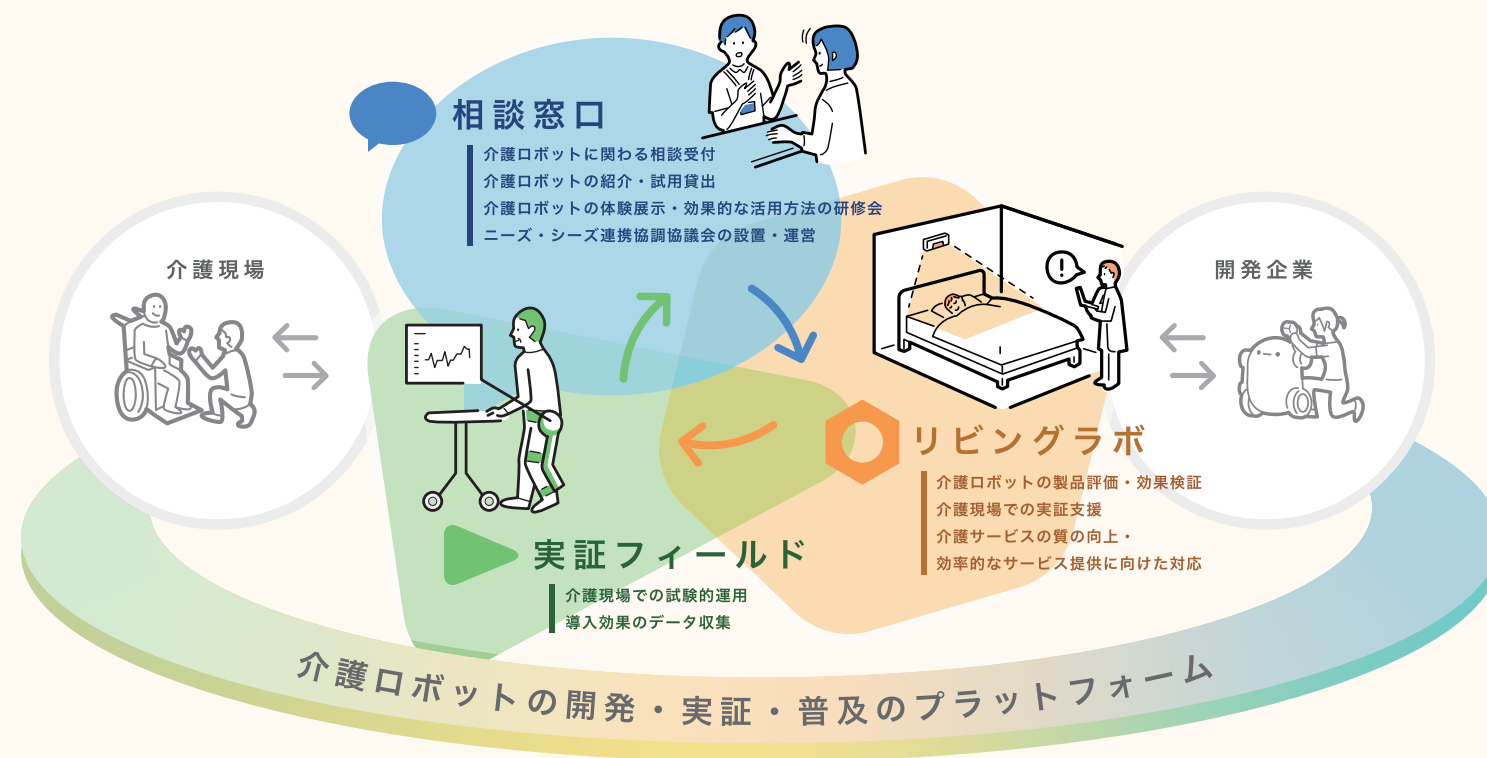 相談窓口
介護ロボットに関わる相談受付
介護ロボットの紹介・試用貸出
介護ロボットの体験展示・効果的な活用方法の研修会
ニーズ・シーズ連携協調協議会の設置・運営
介護現場
開発企業
リビングラボ
介護ロボットの製品評価・効果検証
介護現場での実証支援
介護サービスの質の向上・
効率的なサービス提供に向けた対応
実証フィールド
介護現場での試験的運用
導入効果のデータ収集
介護ロボットの開発・実証・普及のプラットフォーム